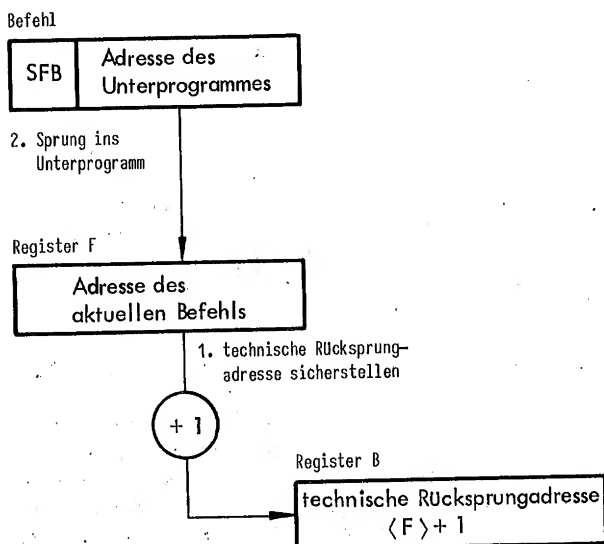 Befehl
SFB
Adresse des
Unterprogrammes
2. Sprung ins
Unterprogramm
Register F
Adresse des
aktuellen Befehls
1. technische Rücksprung-
adresse sicherstellen
+ 1
Register B
technische Rücksprungadresse
⟨F⟩+ 1